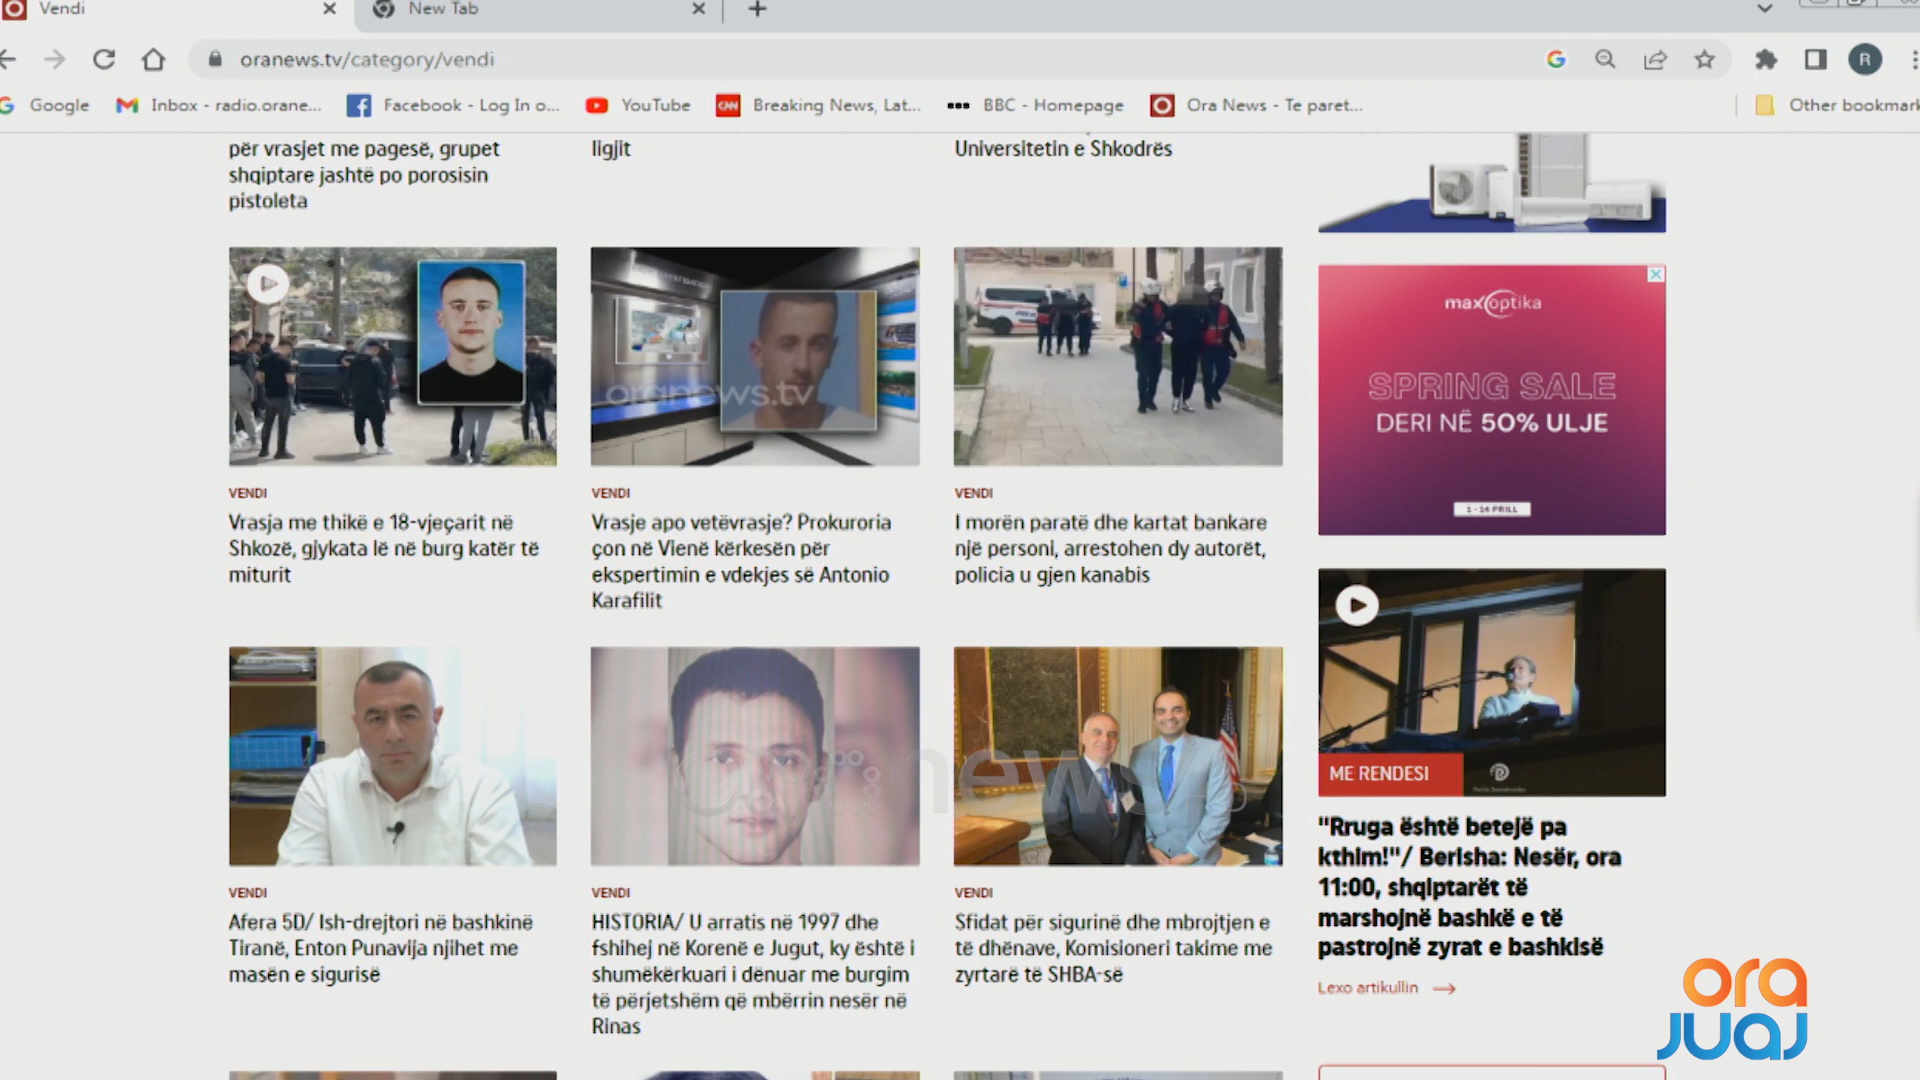 Vendi
New Tab
oranews.tv/category/vendi
R
Google
Inbox - radio.orane...
Facebook - Log In o...
YouTube
CNN
Breaking News, Lat...
BBC - Homepage
Ora News - Te paret...
Other bookmark
për vrasjet me pagesë, grupet
shqiptare jashtë po porosisin
pistoleta
ligjit
Universitetin e Shkodrës
oranews.tv
VENDI
Vrasja me thikë e 18-vjeçarit në
Shkozë, gjykata lë në burg katër të
miturit
VENDI
Vrasje apo vetëvrasje? Prokuroria
çon në Vienë kërkesën për
ekspertimin e vdekjes së Antonio
Karafilit
VENDI
I morën paratë dhe kartat bankare
një personi, arrestohen dy autorët,
policia u gjen kanabis
maxoptika
SPRING SALE
DERI NË 50% ULJE
1 - 14 PRILL
VENDI
Afera 5D/ Ish-drejtori në bashkinë
Tiranë, Enton Punavija njihet me
masën e sigurisë
VENDI
HISTORIA/ U arratis në 1997 dhe
fshihej në Korenë e Jugut, ky është i
shumëkërkuari i dënuar me burgim
të përjetshëm që mbërrin nesër në
Rinas
VENDI
Sfidat për sigurinë dhe mbrojtjen e
të dhënave, Komisioneri takime me
zyrtarë të SHBA-së
ME RENDESI
"Rruga është betejë pa
kthim!"/ Berisha: Nesër, ora
11:00, shqiptarët të
marshojnë bashkë e të
pastrojnë zyrat e bashkisë
Lexo artikullin
ora
JUAJ